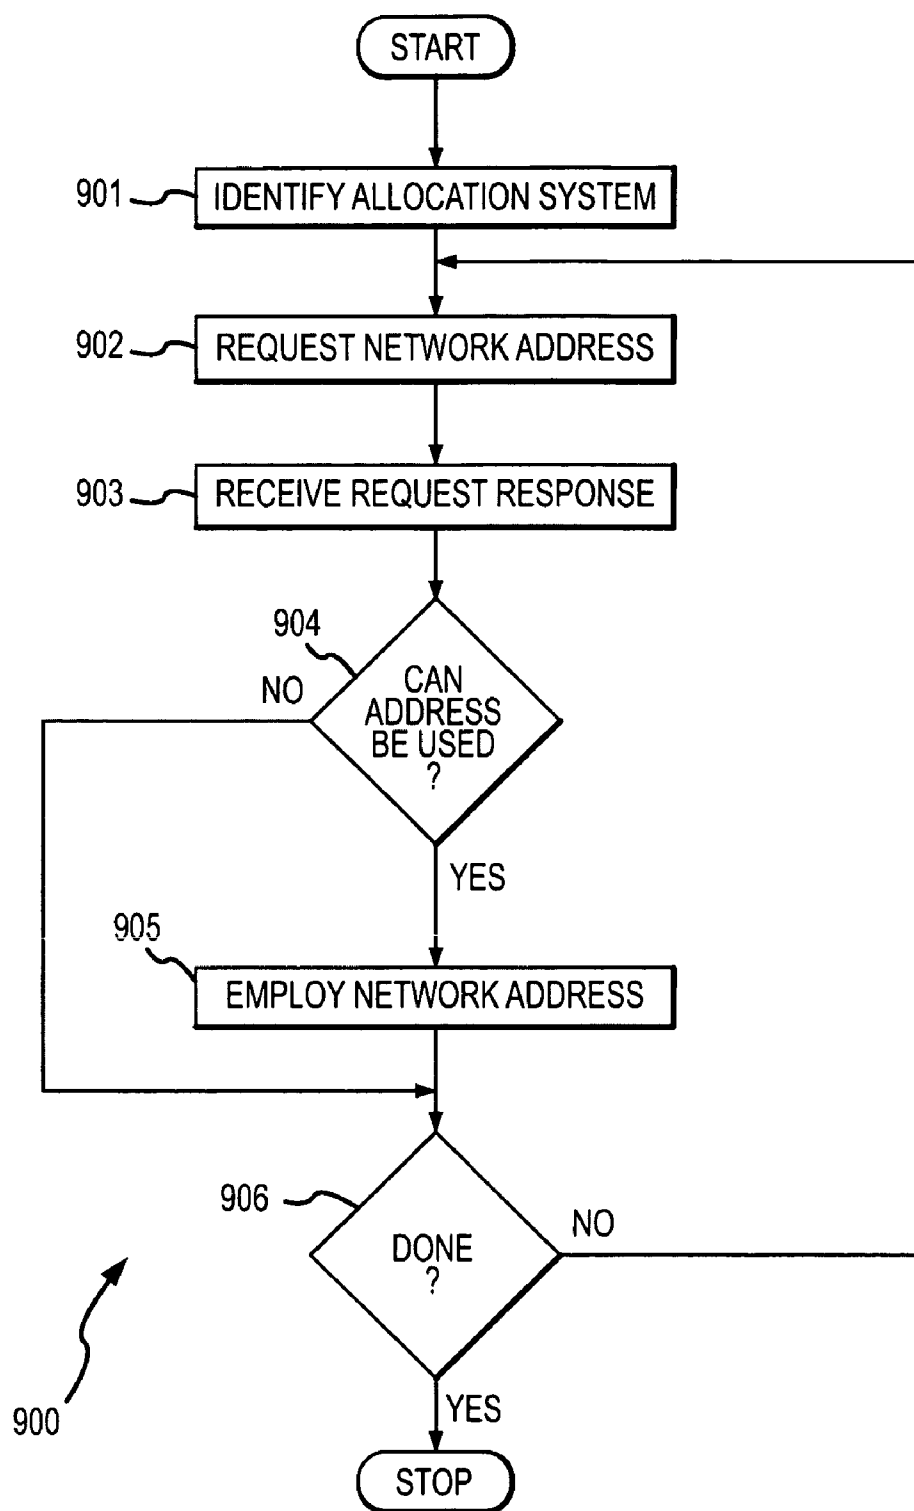 START
901
IDENTIFY ALLOCATION SYSTEM
902
REQUEST NETWORK ADDRESS
903
RECEIVE REQUEST RESPONSE
904
NO
CAN
ADDRESS
BE USED
?
YES
905
EMPLOY NETWORK ADDRESS
906
NO
DONE
?
900
YES
STOP